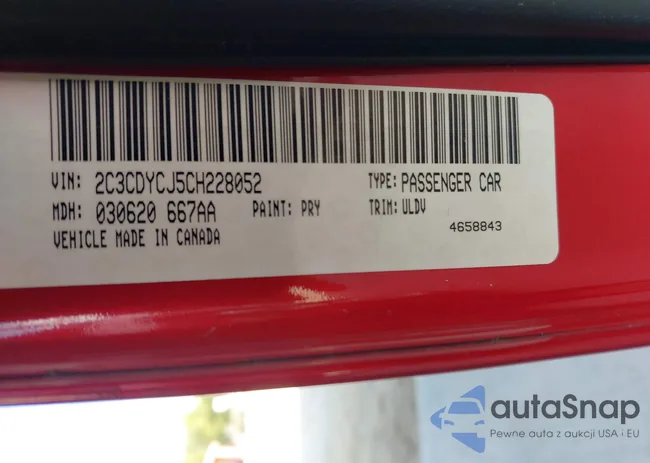 VIN: 2C3CDYCJ5CH228052 TYPE: PASSENGER CAR
MDH: 030620 667AA PAINT: PRY TRIM: ULDV
VEHICLE MADE IN CANADA 4658843
autaSnap
Pewne auta z aukcji USA i EU